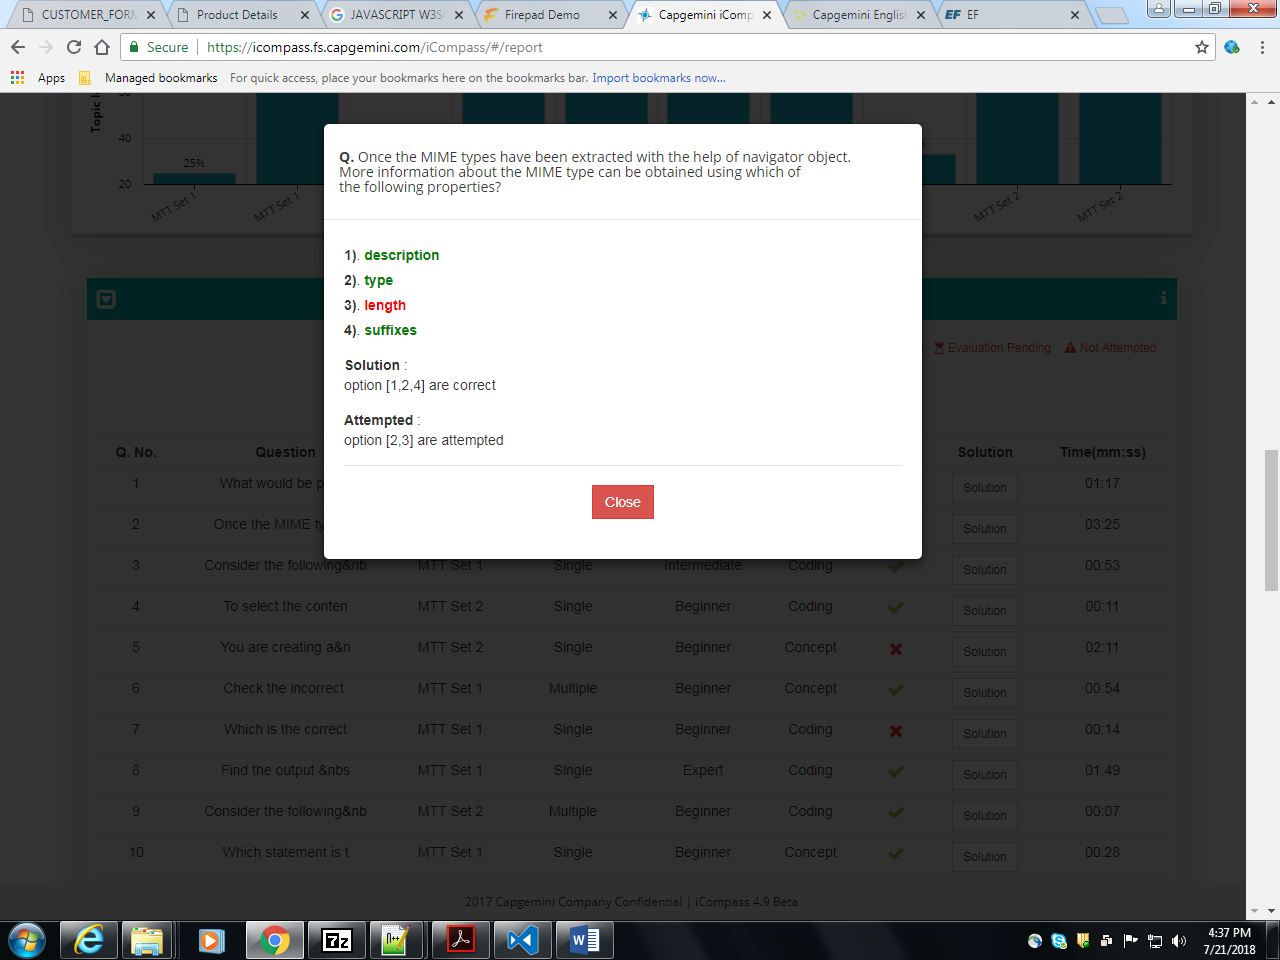 CUSTOMER_FORM
Product Details
JAVASCRIPT W3S
Firepad Demo
Capgemini iComp
Capgemini English
EF EF
Secure https://icompass.fs.capgemini.com/iCompass/#/report
Apps Managed bookmarks For quick access, place your bookmarks here on the bookmarks bar. Import bookmarks now...
40
25%
20
MTT Set 1 MTT Set 1 MTT Set 2 MTT Set 2
Q. Once the MIME types have been extracted with the help of navigator object.
More information about the MIME type can be obtained using which of
the following properties?
1). description
2). type
3). length
4). suffixes
Solution :
option [1,2,4] are correct
Attempted :
option [2,3] are attempted
Close
Evaluation Pending Not Attempted
Q. No. Question Solution Time(mm:ss)
1 What would be p Solution 01:17
2 Once the MIME ty Solution 03:25
3 Consider the following&nb MTT Set 1 Single Intermediate Coding Solution 00:53
4 To select the conten MTT Set 2 Single Beginner Coding Solution 00:11
5 You are creating a&n MTT Set 2 Single Beginner Concept Solution 02:11
6 Check the incorrect MTT Set 1 Multiple Beginner Concept Solution 00:54
7 Which is the correct MTT Set 1 Single Beginner Coding Solution 00:14
8 Find the output &nbs MTT Set 1 Single Expert Coding Solution 01:49
9 Consider the following&nb MTT Set 2 Multiple Beginner Coding Solution 00:07
10 Which statement is t MTT Set 1 Single Beginner Concept Solution 00:28
2017 Capgemini Company Confidential | iCompass 4.9 Beta
4:37 PM
7/21/2018